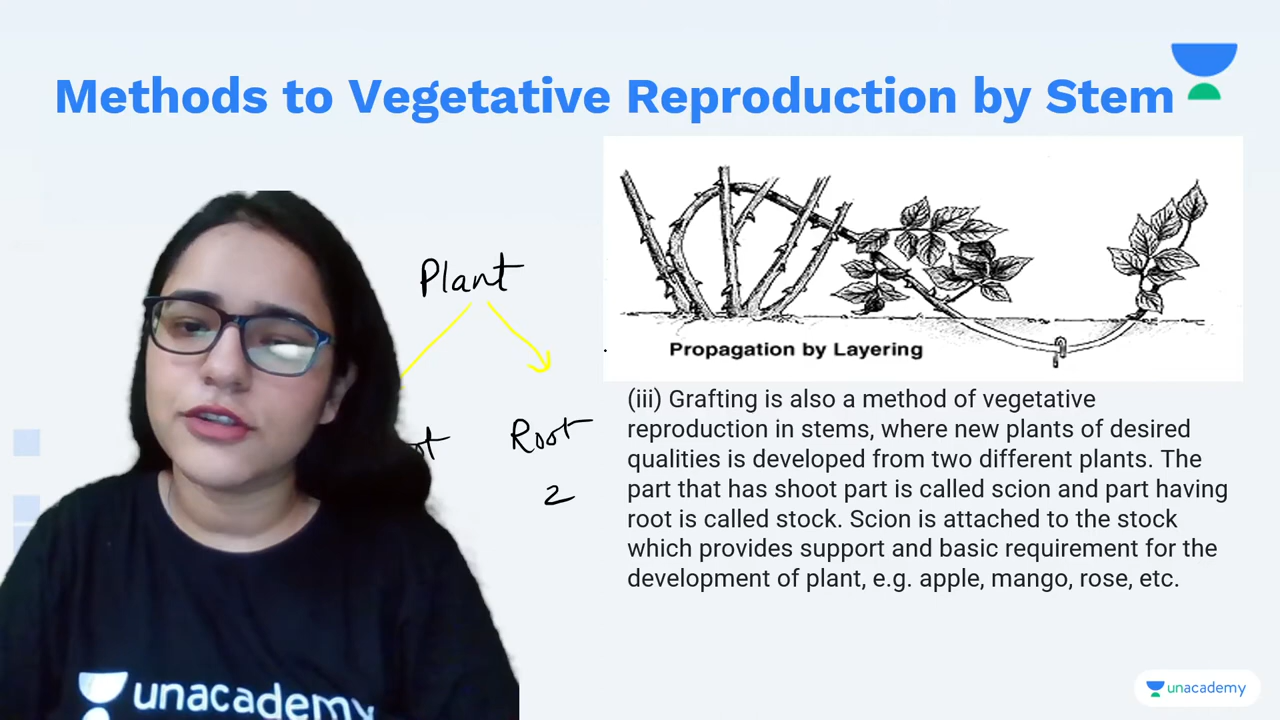 Methods to Vegetative Reproduction by Stem
Plant
Root
2
Propagation by Layering
(iii) Grafting is also a method of vegetative
reproduction in stems, where new plants of desired
qualities is developed from two different plants. The
part that has shoot part is called scion and part having
root is called stock. Scion is attached to the stock
which provides support and basic requirement for the
development of plant, e.g. apple, mango, rose, etc.
unacademy
unacademy